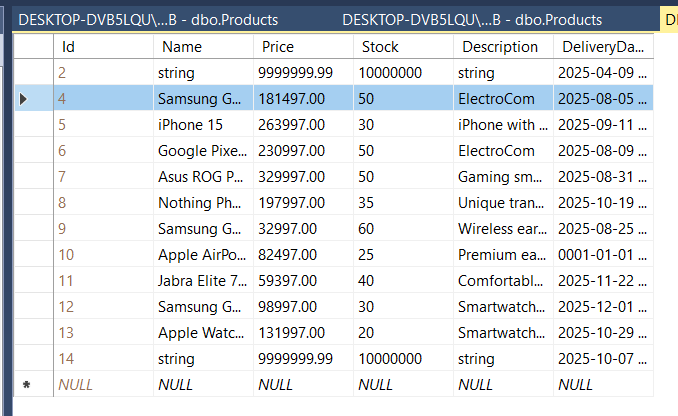 DESKTOP-DVB5LQU\...B - dbo.Products DESKTOP-DVB5LQU\...B - dbo.Products D
Id Name Price Stock Description DeliveryDa...
2 string 9999999.99 10000000 string 2025-04-09 ...
4 Samsung G... 181497.00 50 ElectroCom 2025-08-05 ...
5 iPhone 15 263997.00 30 iPhone with ... 2025-09-11 ...
6 Google Pixe... 230997.00 50 ElectroCom 2025-08-09 ...
7 Asus ROG P... 329997.00 50 Gaming sm... 2025-08-31 ...
8 Nothing Ph... 197997.00 35 Unique tran... 2025-10-19 ...
9 Samsung G... 32997.00 60 Wireless ear... 2025-08-25 ...
10 Apple AirPo... 82497.00 25 Premium ea... 0001-01-01 ...
11 Jabra Elite 7... 59397.00 40 Comfortabl... 2025-11-22 ...
12 Samsung G... 98997.00 30 Smartwatch... 2025-12-01 ...
13 Apple Watc... 131997.00 20 Smartwatch... 2025-10-29 ...
14 string 9999999.99 10000000 string 2025-10-07 ...
* NULL NULL NULL NULL NULL NULL